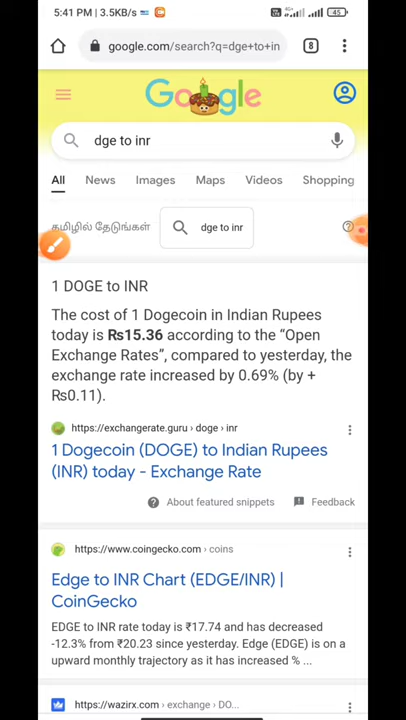 5:41 PM | 3.5KB/s
4G+
45
google.com/search?q=dge+to+in
8
Google
dge to inr
All News Images Maps Videos Shopping
தமிழில் தேடுங்கள் dge to inr
1 DOGE to INR
The cost of 1 Dogecoin in Indian Rupees
today is Rs15.36 according to the “Open
Exchange Rates”, compared to yesterday, the
exchange rate increased by 0.69% (by +
Rs0.11).
https://exchangerate.guru › doge › inr
1 Dogecoin (DOGE) to Indian Rupees
(INR) today - Exchange Rate
About featured snippets Feedback
https://www.coingecko.com › coins
Edge to INR Chart (EDGE/INR) |
CoinGecko
EDGE to INR rate today is ₹17.74 and has decreased
-12.3% from ₹20.23 since yesterday. Edge (EDGE) is on a
upward monthly trajectory as it has increased % ...
https://wazirx.com › exchange › DO...